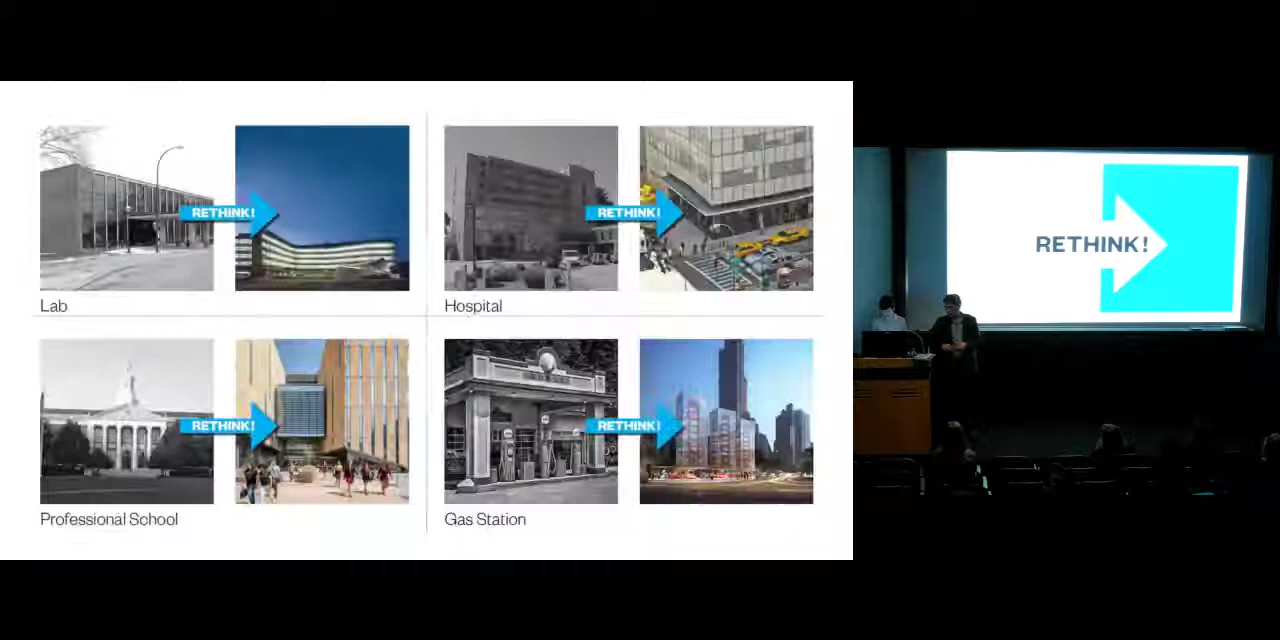 RETHINK!
Lab
RETHINK!
Hospital
RETHINK!
Professional School
RETHINK!
Gas Station
RETHINK!